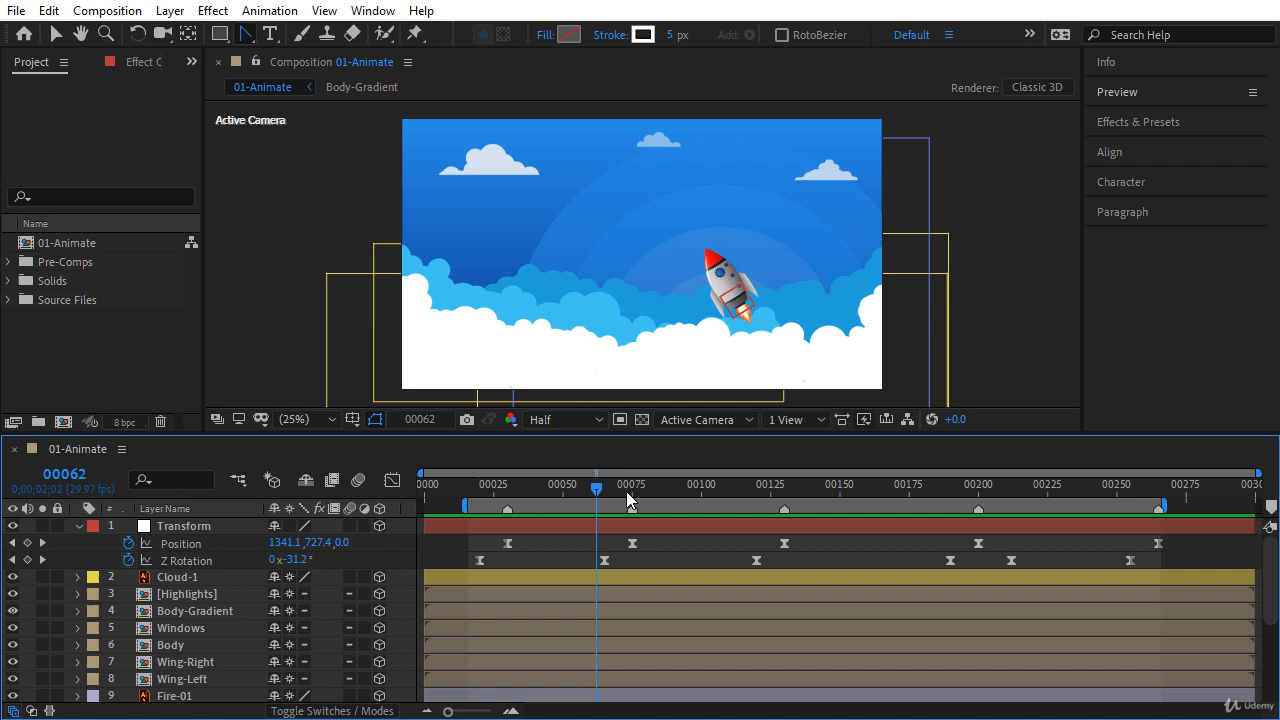 File Edit Composition Layer Effect Animation View Window Help
Fill: Stroke: 5 px Add: RotoBezier Default Search Help
Project Effect C
Composition 01-Animate
01-Animate Body-Gradient Renderer: Classic 3D
Active Camera
Info
Preview
Effects & Presets
Align
Character
Paragraph
Name
01-Animate
Pre-Comps
Solids
Source Files
8 bpc
(25%) 00062 Half Active Camera 1 View +0.0
01-Animate
00062
0;00;02;02 (29.97 fps)
0000 00025 00050 00075 00100 00125 00150 00175 00200 00225 00250 00275 0030
# Layer Name
1 Transform
Position 1341.1,727.4,0.0
Z Rotation 0x-31.2°
2 Cloud-1
3 [Highlights]
4 Body-Gradient
5 Windows
6 Body
7 Wing-Right
8 Wing-Left
9 Fire-01
Toggle Switches / Modes
Udemy